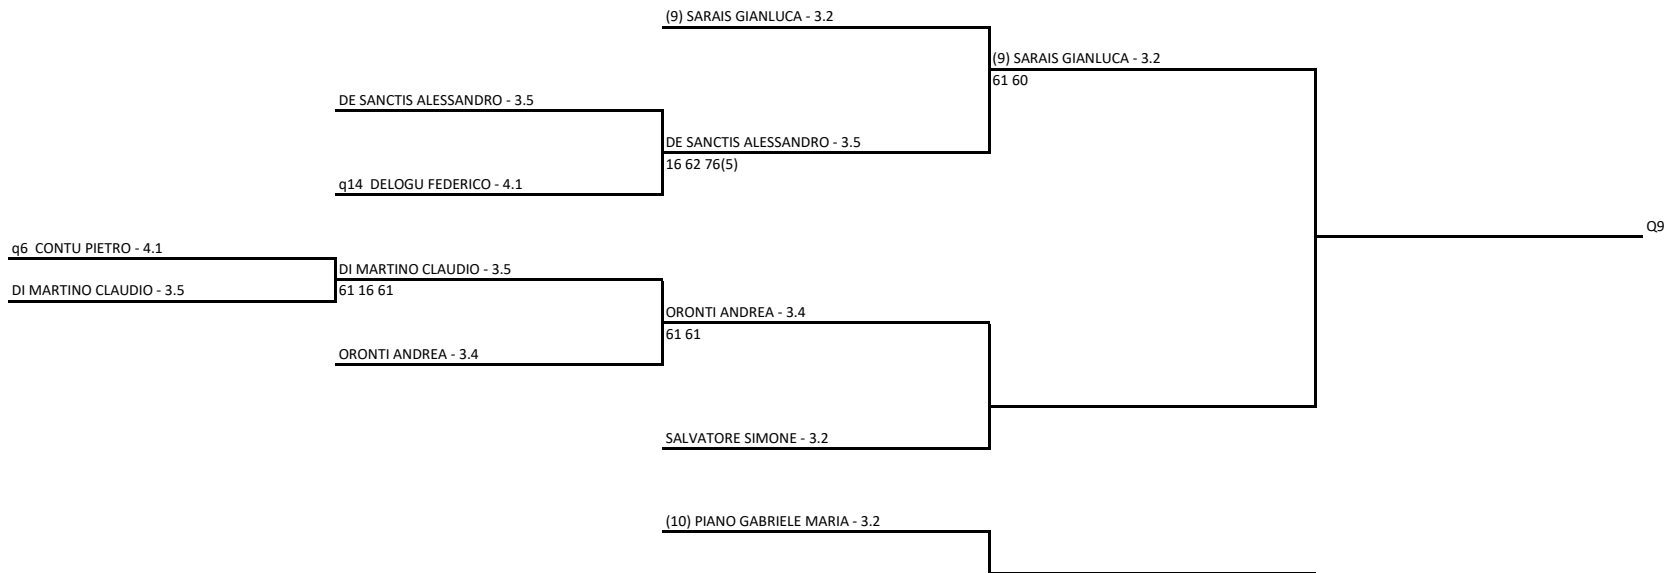 (9) SARAIS GIANLUCA - 3.2
(9) SARAIS GIANLUCA - 3.2
61 60
DE SANCTIS ALESSANDRO - 3.5
DE SANCTIS ALESSANDRO - 3.5
16 62 76(5)
q14 DELOGU FEDERICO - 4.1
Q9
q6 CONTU PIETRO - 4.1
DI MARTINO CLAUDIO - 3.5
DI MARTINO CLAUDIO - 3.5
61 16 61
ORONTI ANDREA - 3.4
61 61
ORONTI ANDREA - 3.4
SALVATORE SIMONE - 3.2
(10) PIANO GABRIELE MARIA - 3.2